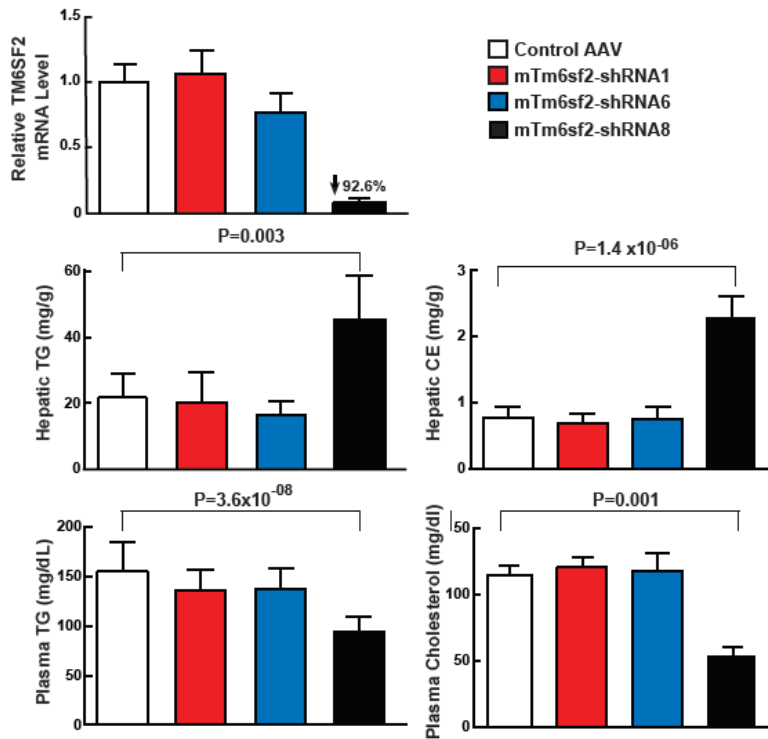 Relative TM6SF2
mRNA Level
1.5
1.0
0.5
0
92.6%
Control AAV
mTm6sf2-shRNA1
mTm6sf2-shRNA6
mTm6sf2-shRNA8
P=0.003
Hepatic TG (mg/g)
60
40
20
0
P=1.4 x10-06
Hepatic CE (mg/g)
3
2
1
0
P=3.6x10-08
Plasma TG (mg/dL)
200
150
100
50
0
P=0.001
Plasma Cholesterol (mg/dl)
50
100
50
0